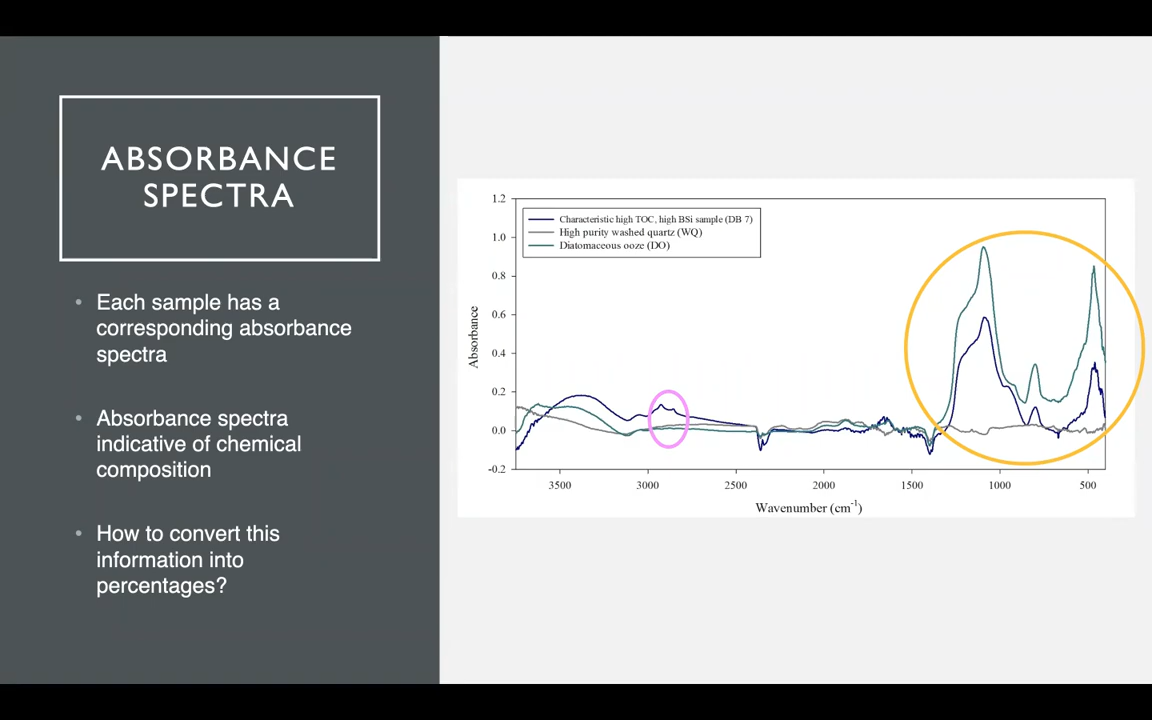 ABSORBANCE
SPECTRA
• Each sample has a
corresponding absorbance
spectra
• Absorbance spectra
indicative of chemical
composition
• How to convert this
information into
percentages?
1.2
1.0
0.8
0.6
0.4
0.2
0.0
-0.2
Absorbance
Characteristic high TOC, high BSi sample (DB 7)
High purity washed quartz (WQ)
Diatomaceous ooze (DO)
3500 3000 2500 2000 1500 1000 500
Wavenumber (cm⁻¹)